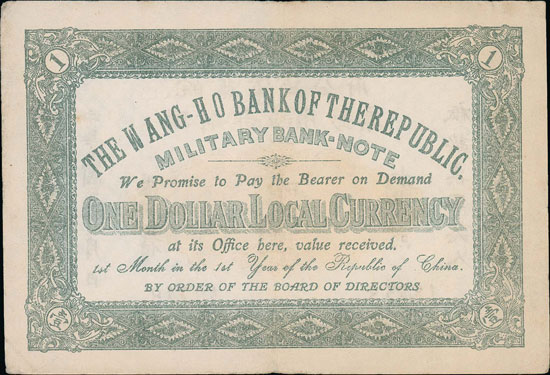 1 1
THE WANG-HO BANK OF THE REPUBLIC,
MILITARY BANK-NOTE
We Promise to Pay the Bearer on Demand
ONE DOLLAR LOCAL CURRENCY
at its Office here, value received.
1st Month in the 1st Year of the Republic of China.
BY ORDER OF THE BOARD OF DIRECTORS